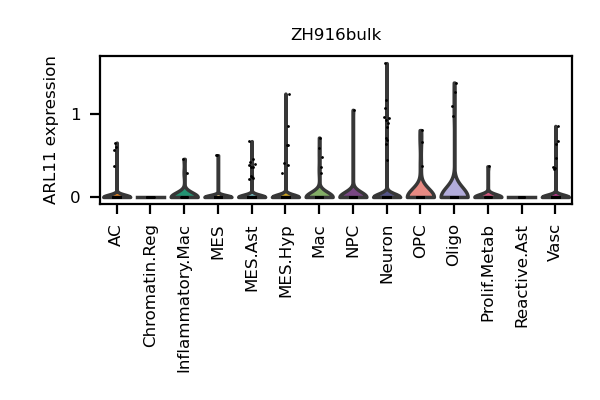 ZH916bulk
ARL11 expression
1
0
AC
Chromatin.Reg
Inflammatory.Mac
MES
MES.Ast
MES.Hyp
Mac
NPC
Neuron
OPC
Oligo
Prolif.Metab
Reactive.Ast
Vasc